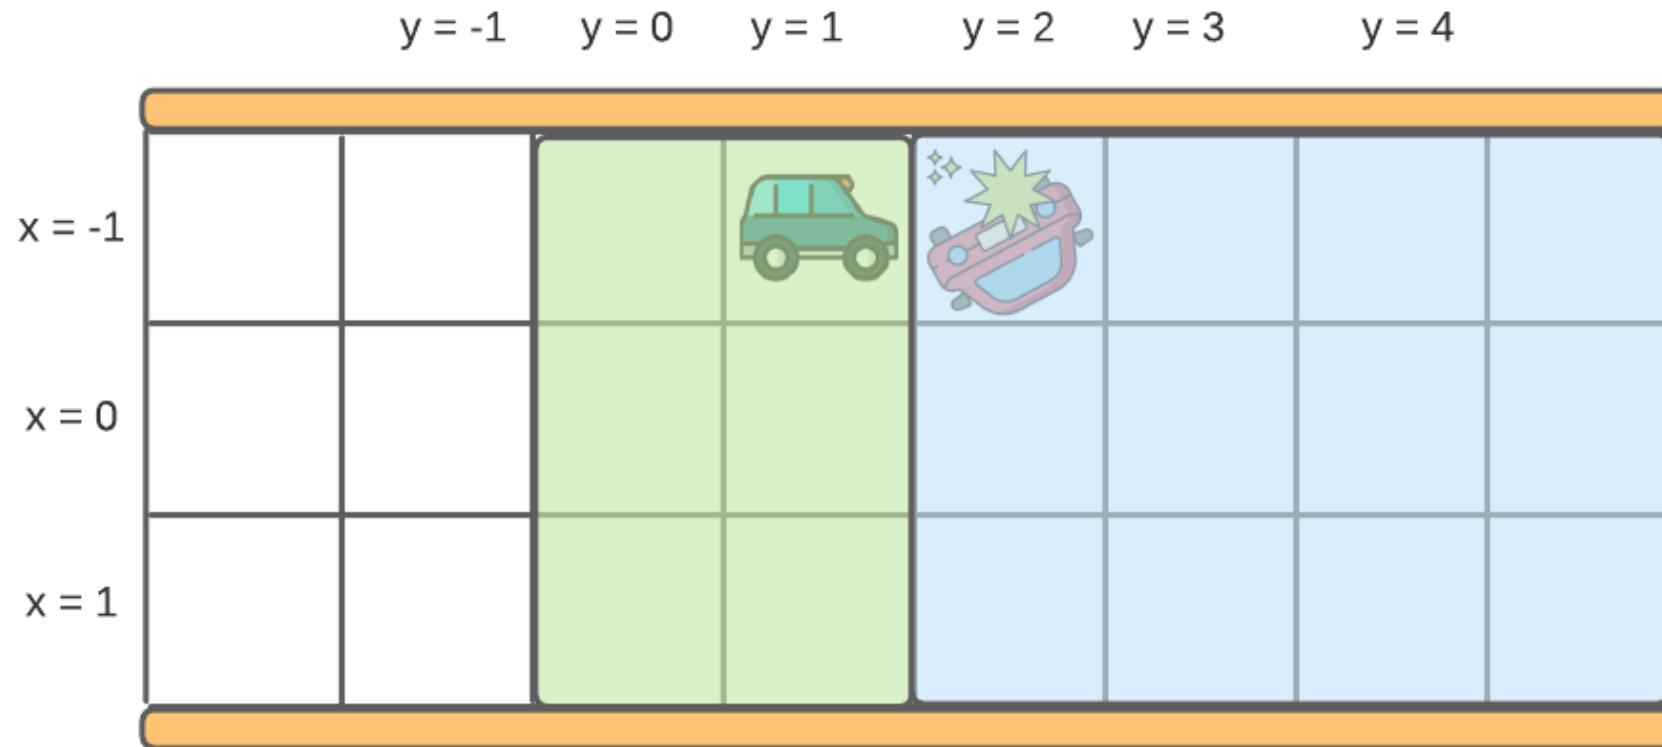 y = -1 y = 0 y = 1 y = 2 y = 3 y = 4
x = -1
x = 0
x = 1